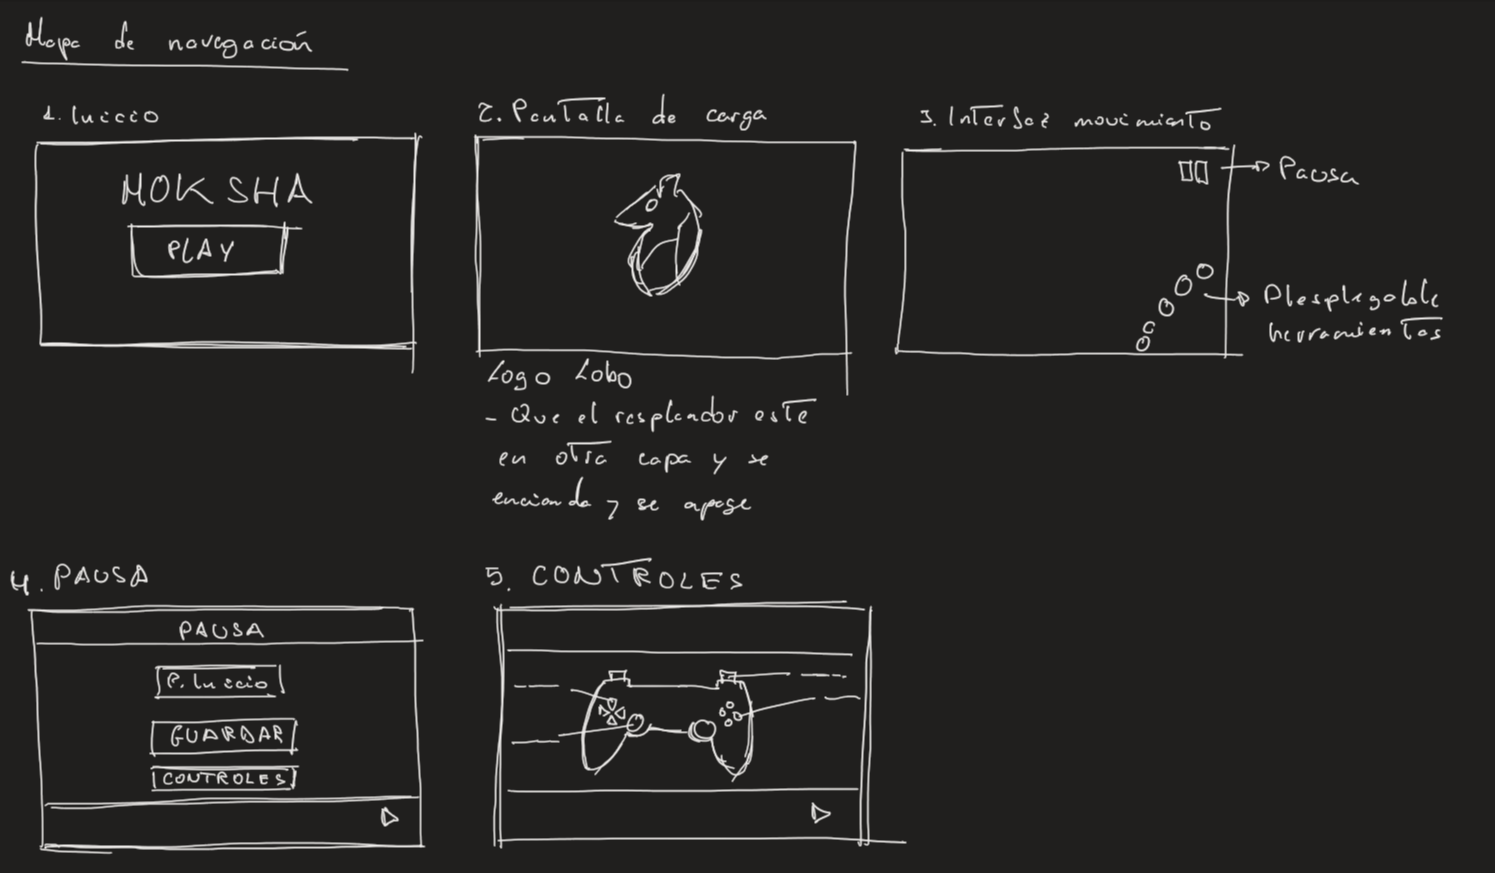 Mapa de navegación
1. Inicio
MOKSHA
PLAY
2. Pantalla de carga
Logo Lobo
- Que el resplandor este
en otra capa y se
encienda y se apage
3. Interfaz movimiento
Pausa
Desplegable
herramientas
4. PAUSA
PAUSA
P. Inicio
GUARDAR
CONTROLES
5. CONTROLES